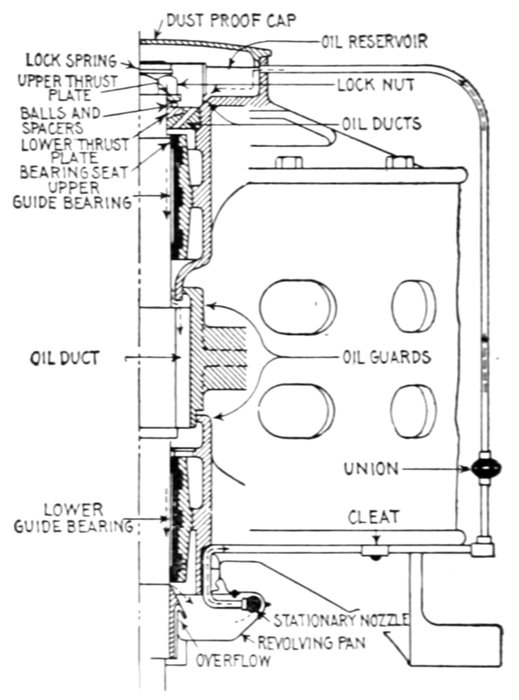 DUST PROOF CAP
OIL RESERVOIR
LOCK SPRING
UPPER THRUST
PLATE
LOCK NUT
BALLS AND
SPACERS
OIL DUCTS
LOWER THRUST
PLATE
BEARING SEAT
UPPER
GUIDE BEARING
OIL DUCT
OIL GUARDS
UNION
LOWER
GUIDE BEARING
CLEAT
STATIONARY NOZZLE
REVOLVING PAN
OVERFLOW